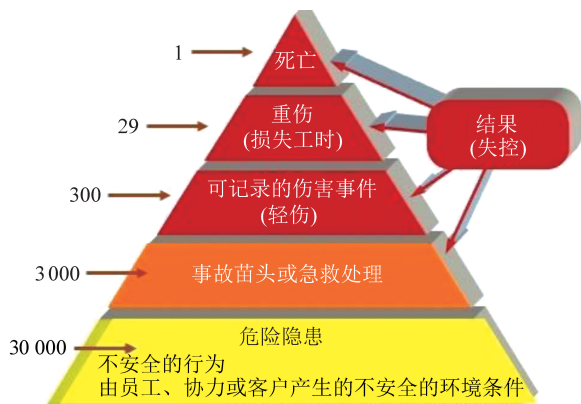 1
死亡
29
重伤
(损失工时)
结果
(失控)
300
可记录的伤害事件
(轻伤)
3 000
事故苗头或急救处理
30 000
危险隐患
不安全的行为
由员工、协力或客户产生的不安全的环境条件